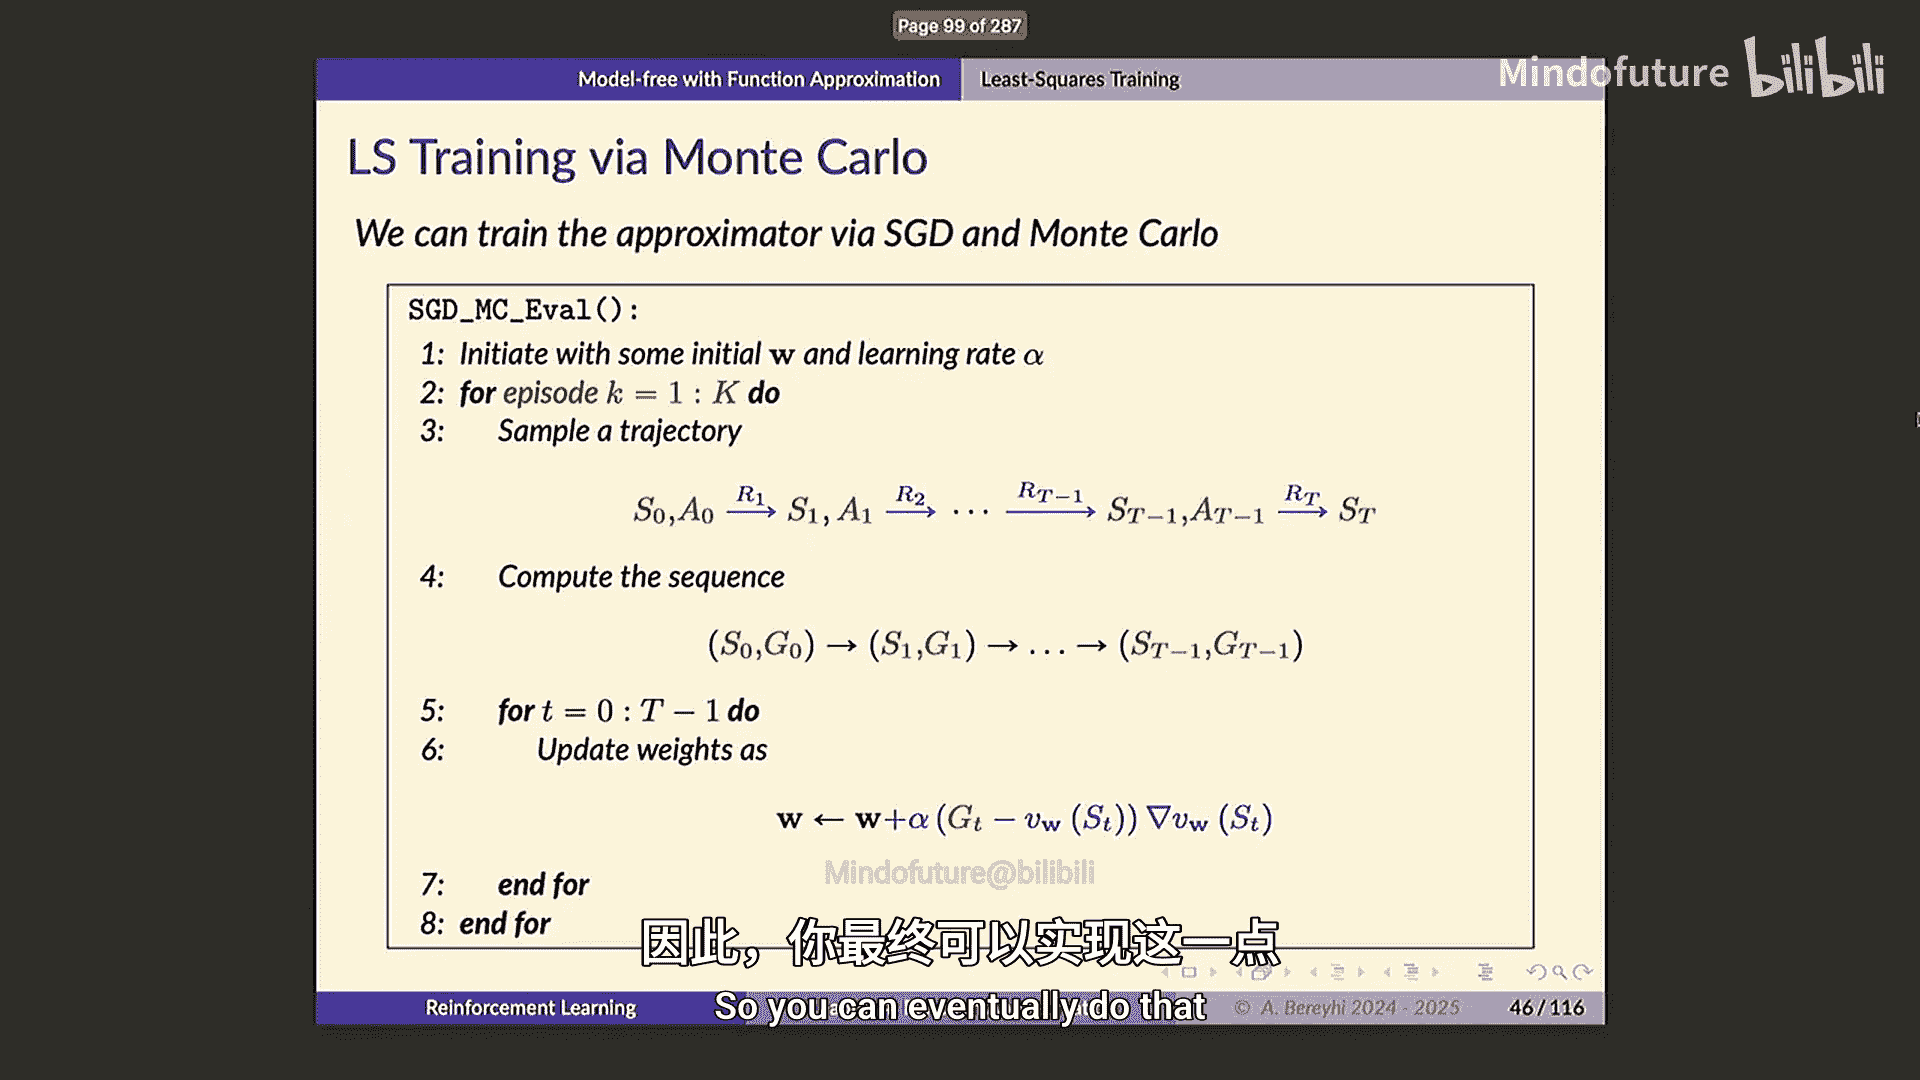 Page 99 of 287
Model-free with Function Approximation
Least-Squares Training
Mindofuture bilibili
LS Training via Monte Carlo
We can train the approximator via SGD and Monte Carlo
SGD_MC_Eval():
1: Initiate with some initial w and learning rate α
2: for episode k = 1 : K do
3: Sample a trajectory
S₀,A₀ —R₁→ S₁,A₁ —R₂→ ⋯ —R_{T−1}→ S_{T−1},A_{T−1} —R_T→ S_T
4: Compute the sequence
(S₀,G₀) → (S₁,G₁) → … → (S_{T−1},G_{T−1})
5: for t = 0 : T − 1 do
6: Update weights as
w ← w+α (G_t − v_w (S_t)) ∇v_w (S_t)
Mindofuture@bilibili
7: end for
8: end for
因此，你最终可以实现这一点
So you can eventually do that
Reinforcement Learning
© A. Bereyhi 2024 - 2025
46 / 116